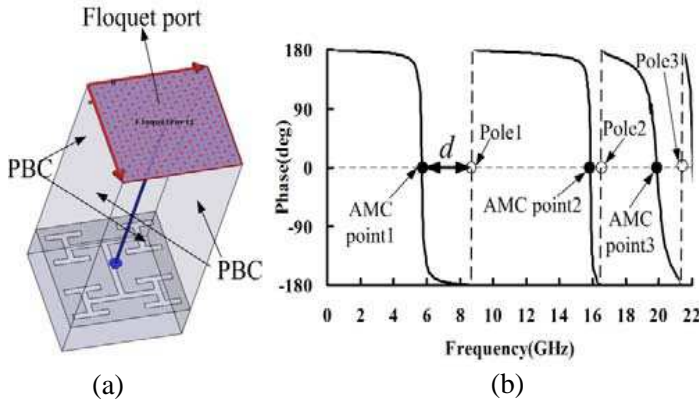 Floquet port
FloquetPort1
PBC
PBC
(a)
(b)
Phase(deg)
180
90
0
-90
-180
d
Pole1
Pole2
Pole3
AMC
point1
AMC
point2
AMC
point3
0 2 4 6 8 10 12 14 16 18 20 22
Frequency(GHz)